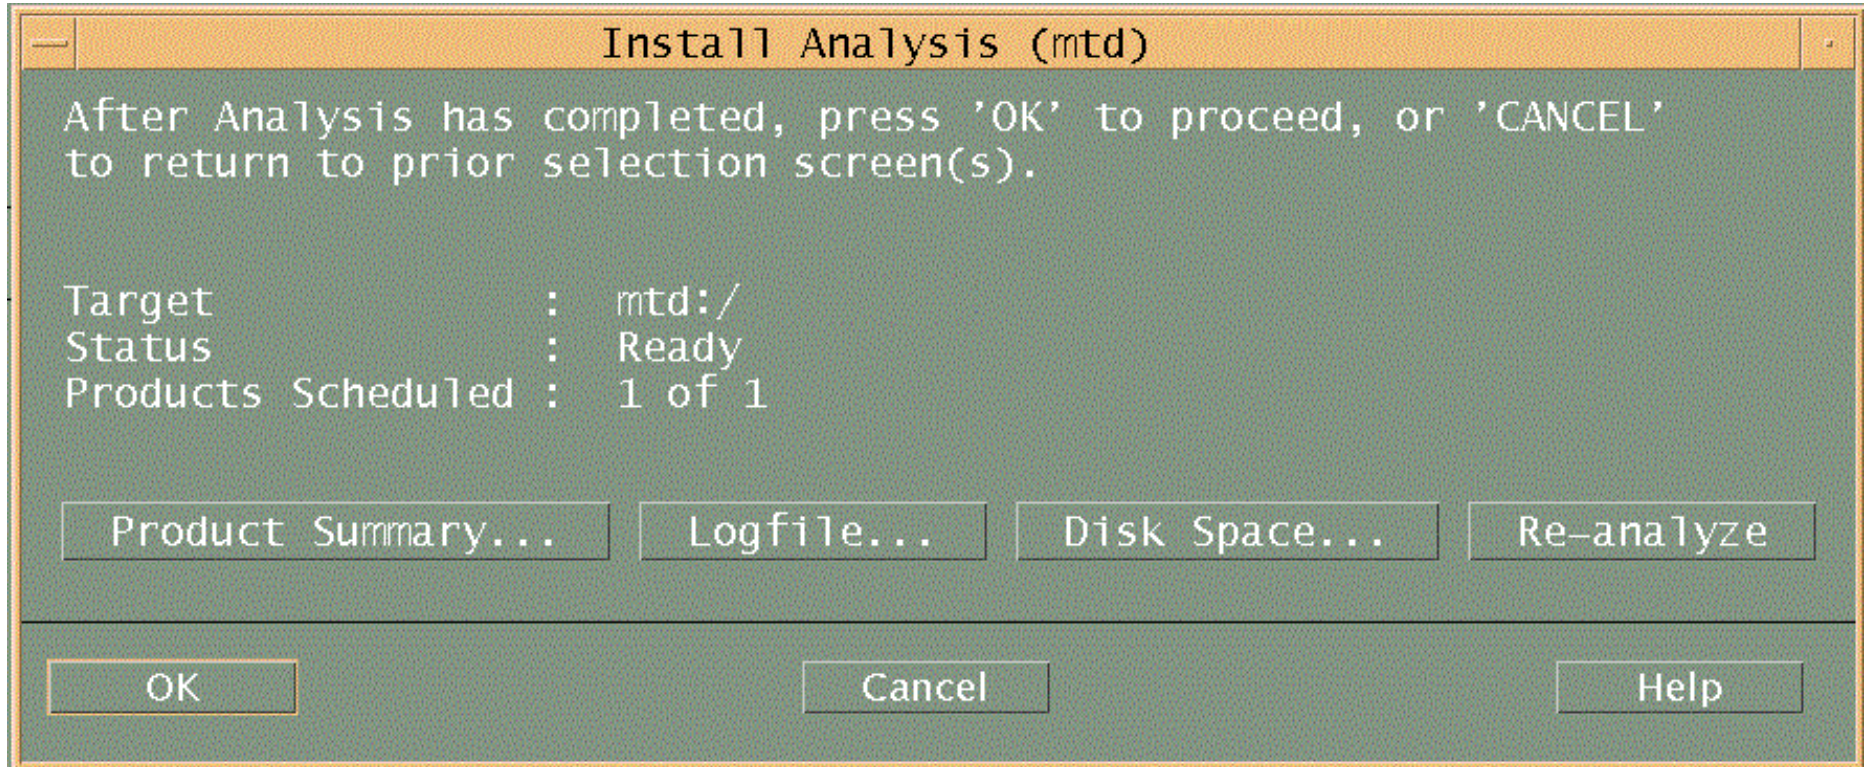 Install Analysis (mtd)
After Analysis has completed, press 'OK' to proceed, or 'CANCEL'
to return to prior selection screen(s).
Target : mtd:/
Status : Ready
Products Scheduled : 1 of 1
Product Summary... Logfile... Disk Space... Re-analyze
OK Cancel Help